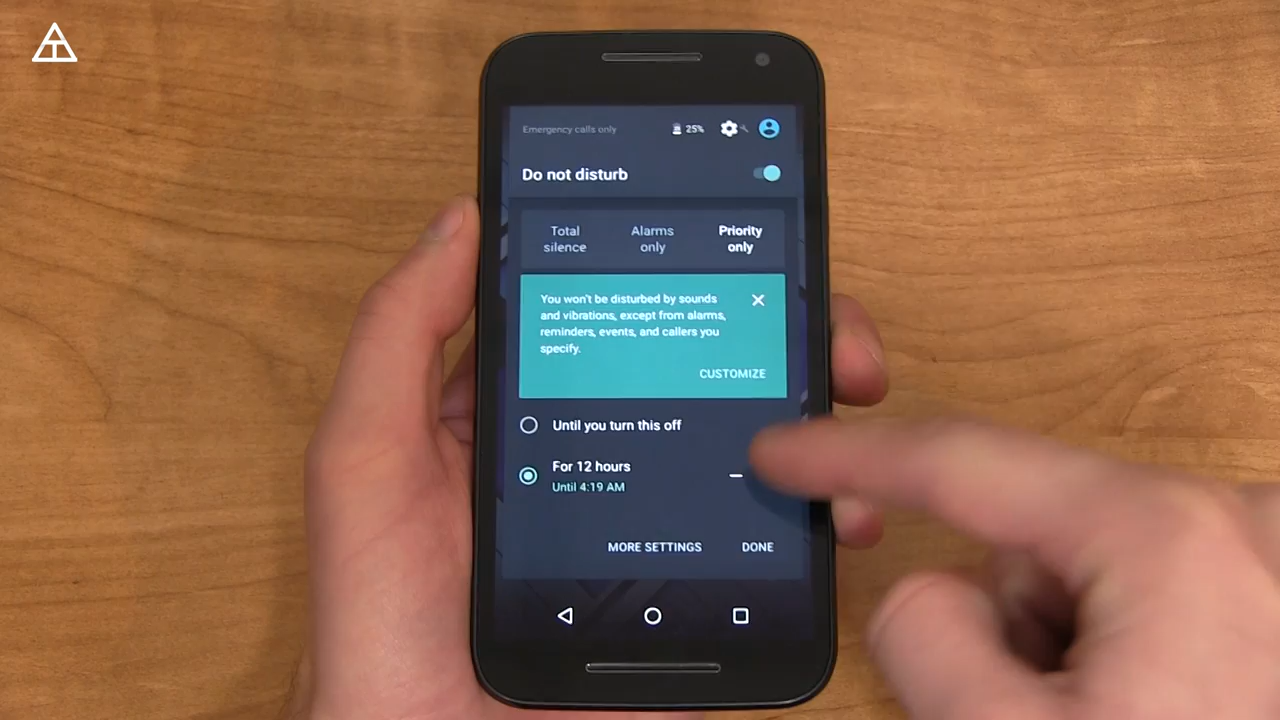 Emergency calls only
25%
Do not disturb
Total silence
Alarms only
Priority only
You won't be disturbed by sounds
and vibrations, except from alarms,
reminders, events, and callers you
specify.
CUSTOMIZE
Until you turn this off
For 12 hours
Until 4:19 AM
MORE SETTINGS
DONE